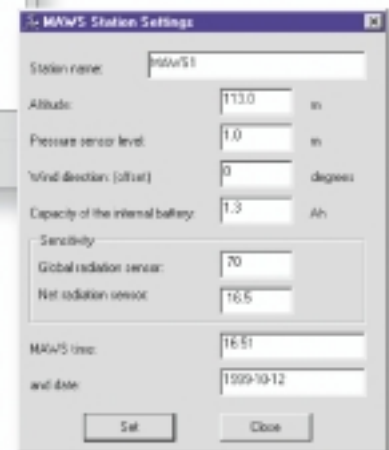 MAWS Station Settings
Station name: MAWS1
Altitude: 113.0 m
Pressure sensor level: 1.0 m
Wind direction: (offset) 0 degrees
Capacity of the internal battery: 1.3 Ah
Sensitivity
Global radiation sensor: 70
Net radiation sensor: 16.5
MAWS time: 16:51
and date: 1999-10-12
Set Close